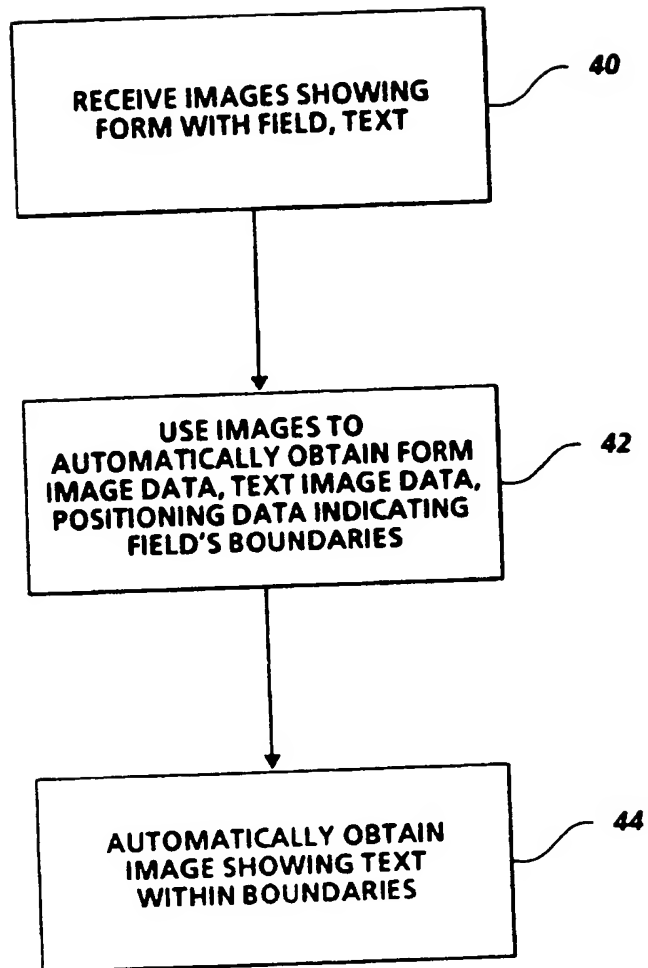 RECEIVE IMAGES SHOWING
FORM WITH FIELD, TEXT
40
USE IMAGES TO
AUTOMATICALLY OBTAIN FORM
IMAGE DATA, TEXT IMAGE DATA,
POSITIONING DATA INDICATING
FIELD'S BOUNDARIES
42
AUTOMATICALLY OBTAIN
IMAGE SHOWING TEXT
WITHIN BOUNDARIES
44